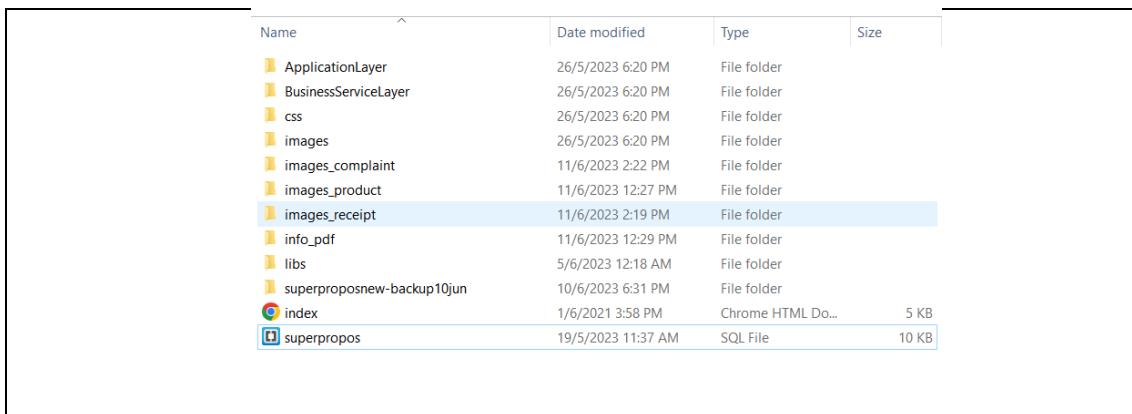 Name Date modified Type Size
ApplicationLayer 26/5/2023 6:20 PM File folder
BusinessServiceLayer 26/5/2023 6:20 PM File folder
css 26/5/2023 6:20 PM File folder
images 26/5/2023 6:20 PM File folder
images_complaint 11/6/2023 2:22 PM File folder
images_product 11/6/2023 12:27 PM File folder
images_receipt 11/6/2023 2:19 PM File folder
info_pdf 11/6/2023 12:29 PM File folder
libs 5/6/2023 12:18 AM File folder
superproposnew-backup10jun 10/6/2023 6:31 PM File folder
index 1/6/2021 3:58 PM Chrome HTML Do... 5 KB
superpropos 19/5/2023 11:37 AM SQL File 10 KB